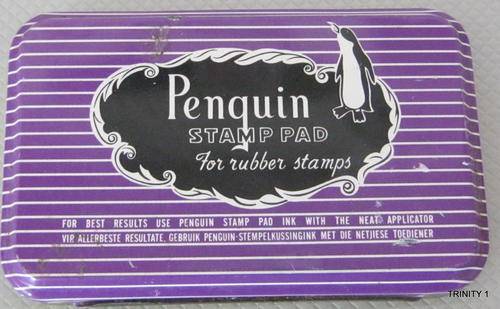 Penguin
STAMP PAD
For rubber stamps
FOR BEST RESULTS USE PENGUIN STAMP PAD INK WITH THE NEAT APPLICATOR
VIR ALLERBESTE RESULTATE, GEBRUIK PENGUIN-STEMPELKUSSINGINK MET DIE NETJIESE TOEDIENER
TRINITY 1